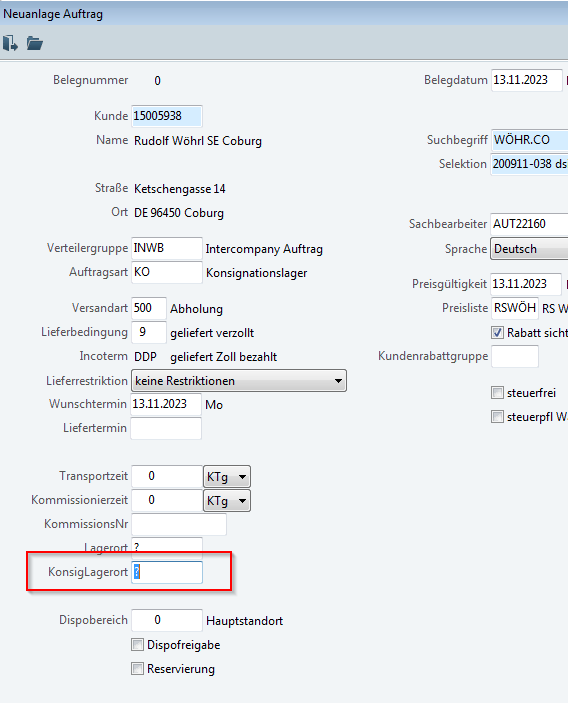 Neuanlage Auftrag
Belegnummer 0 Belegdatum 13.11.2023
Kunde 15005938
Name Rudolf Wöhrl SE Coburg Suchbegriff WÖHR.CO
Selektion 200911-038 ds
Straße Ketschengasse 14
Ort DE 96450 Coburg
Sachbearbeiter AUT22160
Verteilergruppe INWB Intercompany Auftrag Sprache Deutsch
Auftragsart KO Konsignationslager
Preisgültigkeit 13.11.2023
Versandart 500 Abholung Preisliste RSWÖH RS W
Lieferbedingung 9 geliefert verzollt Rabatt sicht
Incoterm DDP geliefert Zoll bezahlt Kundenrabattgruppe
Lieferrestriktion keine Restriktionen
steuerfrei
Wunschtermin 13.11.2023 Mo
steuerpfl Wa
Liefertermin
Transportzeit 0 KTg
Kommissionierzeit 0 KTg
KommissionsNr
Lagerort ?
KonsigLagerort ?
Dispobereich 0 Hauptstandort
Dispofreigabe
Reservierung